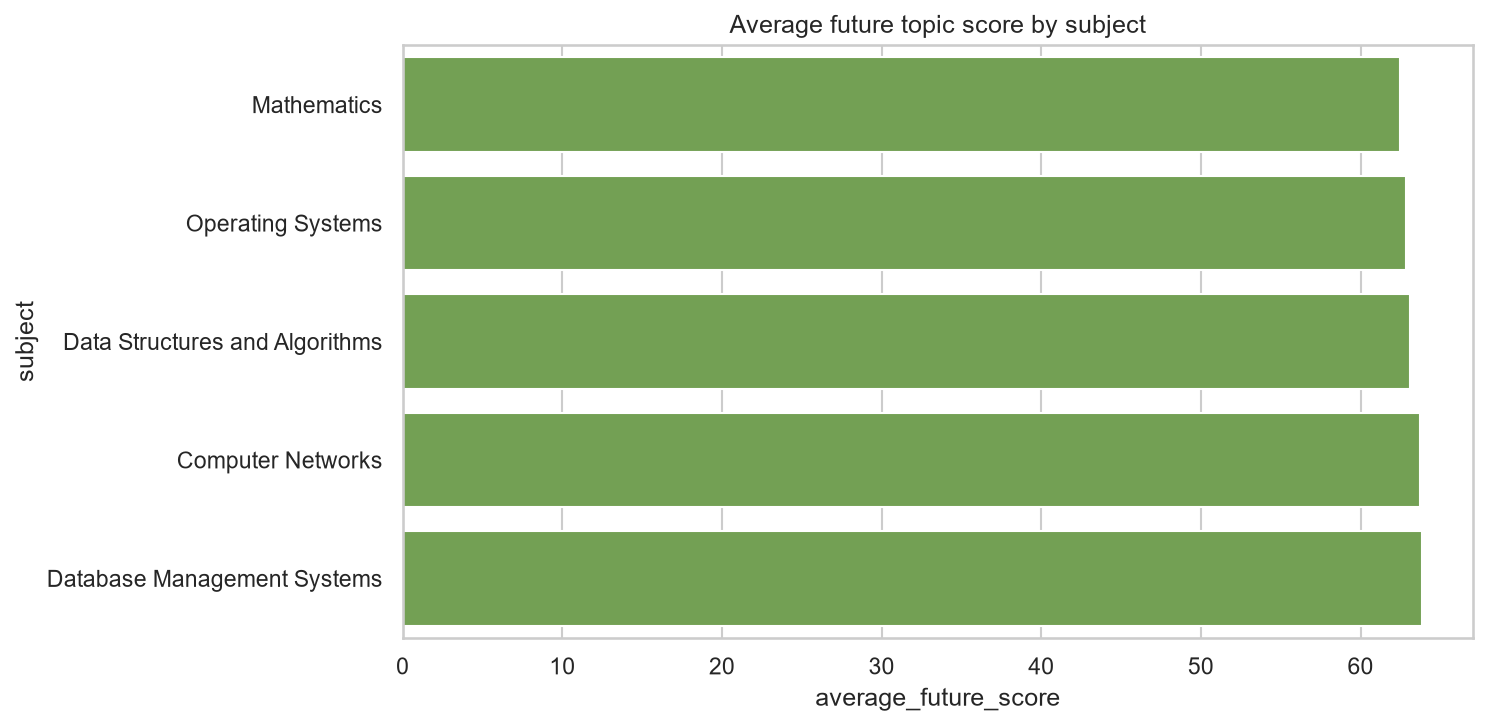 Average future topic score by subject
Mathematics
Operating Systems
Data Structures and Algorithms
Computer Networks
Database Management Systems
subject
0 10 20 30 40 50 60
average_future_score